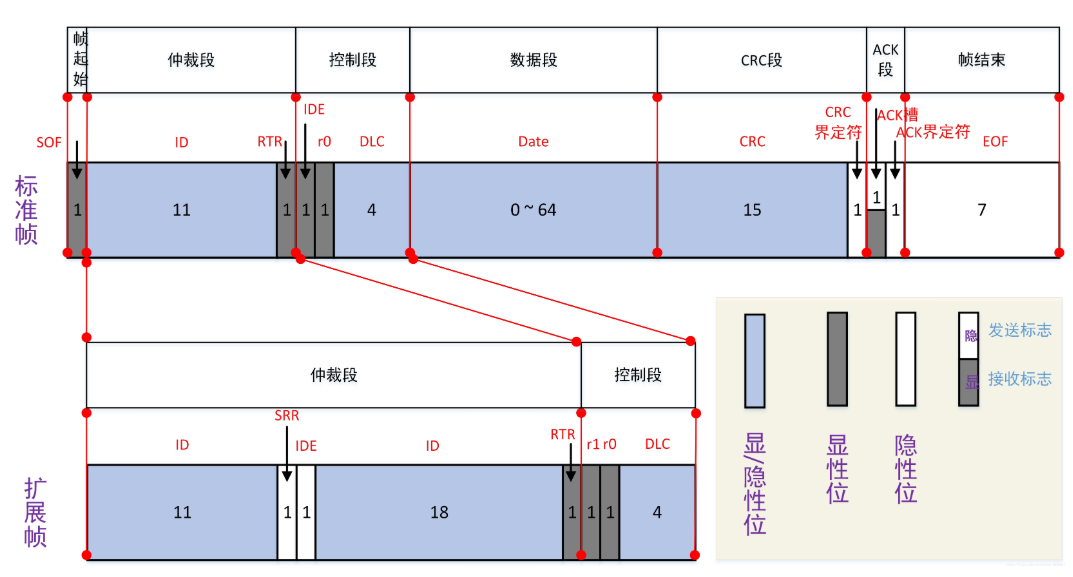 帧起始 仲裁段 控制段 数据段 CRC段 ACK段 帧结束
SOF ID RTR IDE r0 DLC Date CRC CRC界定符 ACK槽 ACK界定符 EOF
标准帧 1 11 1 1 1 4 0 ~ 64 15 1 1 1 7
仲裁段 控制段
ID SRR IDE ID RTR r1 r0 DLC
扩展帧 11 1 1 18 1 1 1 4
隐 发送标志
显 接收标志
显/隐性位 显性位 隐性位